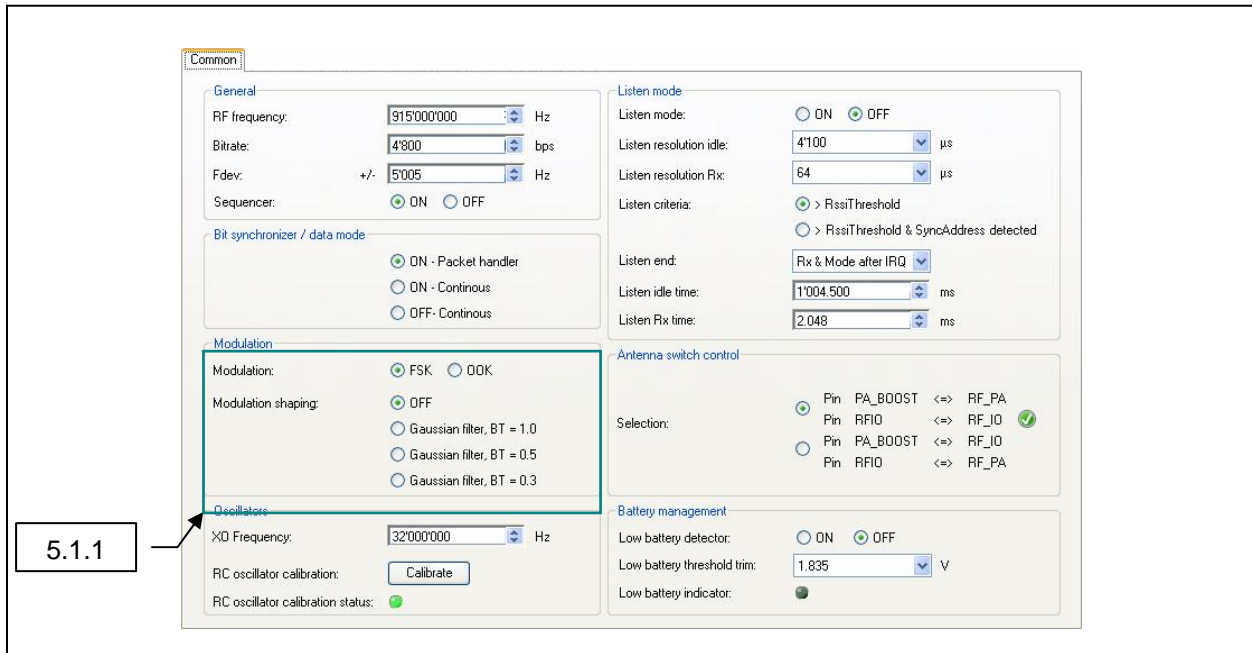 Common
General
RF frequency: 915'000'000 Hz
Bitrate: 4'800 bps
Fdev: +/- 5'005 Hz
Sequencer: ON OFF
Bit synchronizer / data mode
ON - Packet handler
ON - Continous
OFF- Continous
Modulation
Modulation: FSK OOK
Modulation shaping: OFF
Gaussian filter, BT = 1.0
Gaussian filter, BT = 0.5
Gaussian filter, BT = 0.3
Oscillators
XO Frequency: 32'000'000 Hz
RC oscillator calibration: Calibrate
RC oscillator calibration status:
5.1.1
Listen mode
Listen mode: ON OFF
Listen resolution idle: 4'100 µs
Listen resolution Rx: 64 µs
Listen criteria: > RssiThreshold
> RssiThreshold & SyncAddress detected
Listen end: Rx & Mode after IRQ
Listen idle time: 1'004.500 ms
Listen Rx time: 2.048 ms
Antenna switch control
Selection:
Pin PA_BOOST <=> RF_PA
Pin RFIO <=> RF_IO
Pin PA_BOOST <=> RF_IO
Pin RFIO <=> RF_PA
Battery management
Low battery detector: ON OFF
Low battery threshold trim: 1.835 V
Low battery indicator: